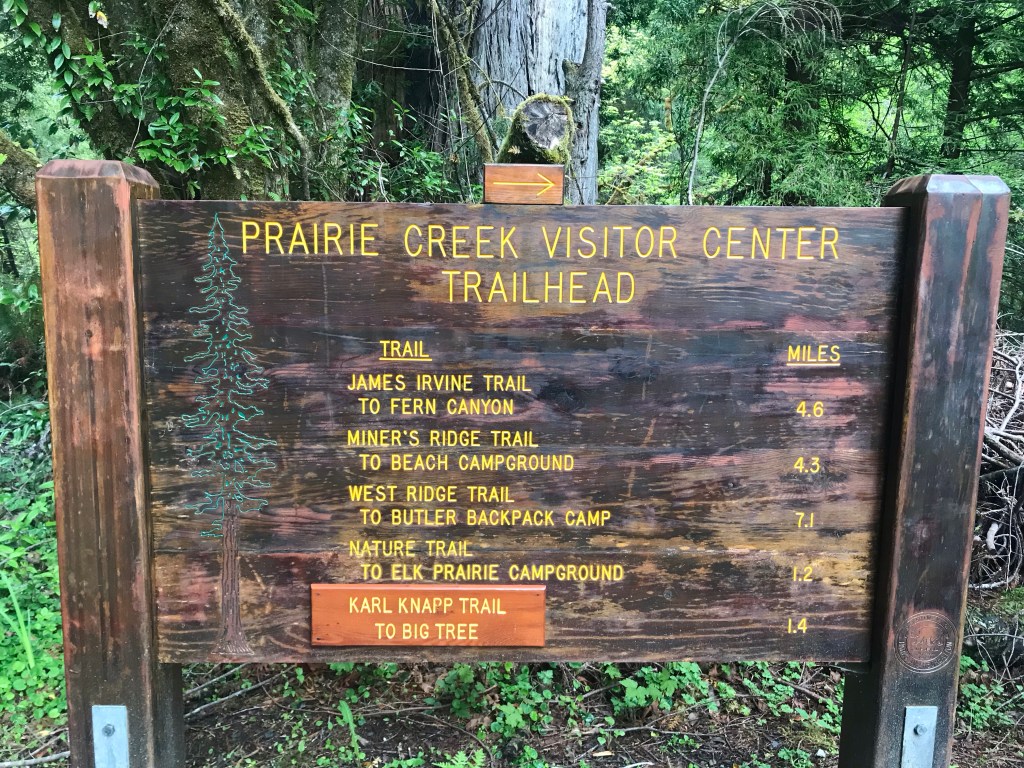 PRAIRIE CREEK VISITOR CENTER
TRAILHEAD
TRAIL MILES
JAMES IRVINE TRAIL
TO FERN CANYON 4.6
MINER'S RIDGE TRAIL
TO BEACH CAMPGROUND 4.3
WEST RIDGE TRAIL
TO BUTLER BACKPACK CAMP 7.1
NATURE TRAIL
TO ELK PRAIRIE CAMPGROUND 1.2
KARL KNAPP TRAIL
TO BIG TREE 1.4